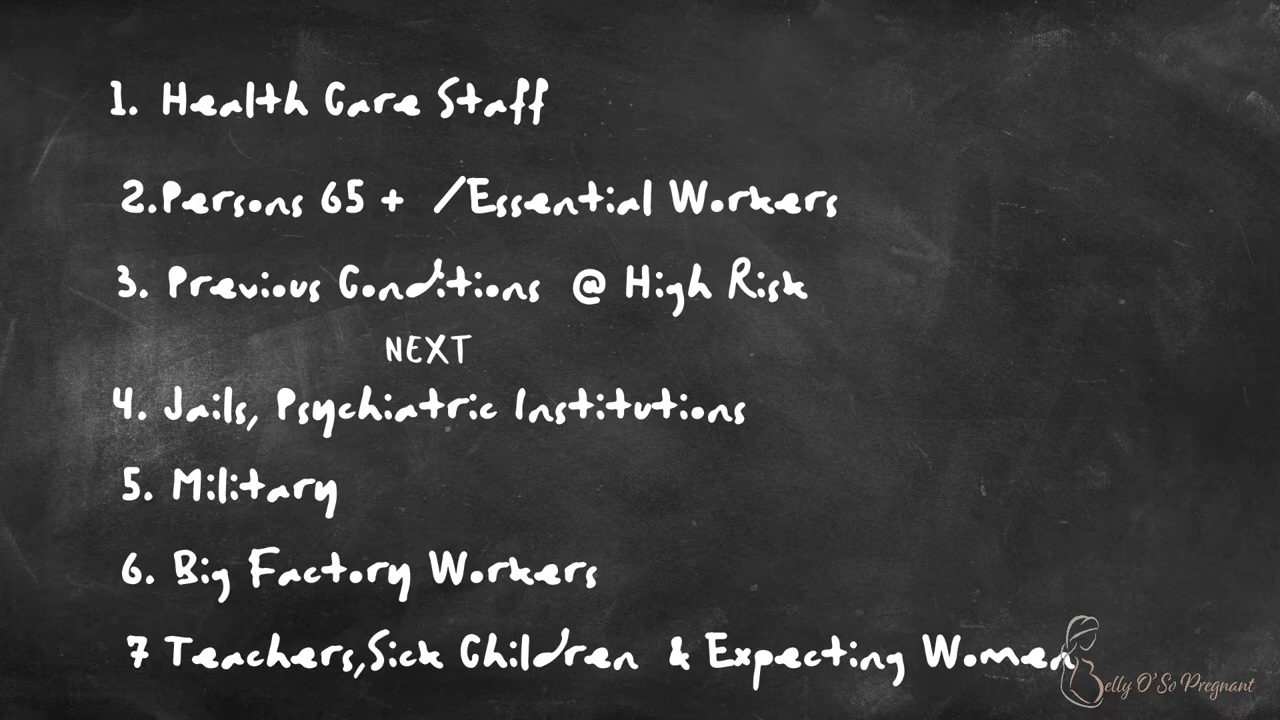 1. Health Care Staff
2.Persons 65 + /Essential Workers
3. Previous Conditions @ High Risk
NEXT
4. Jails, Psychiatric Institutions
5. Military
6. Big Factory Workers
7 Teachers,Sick Children & Expecting Women
Belly O'So Pregnant